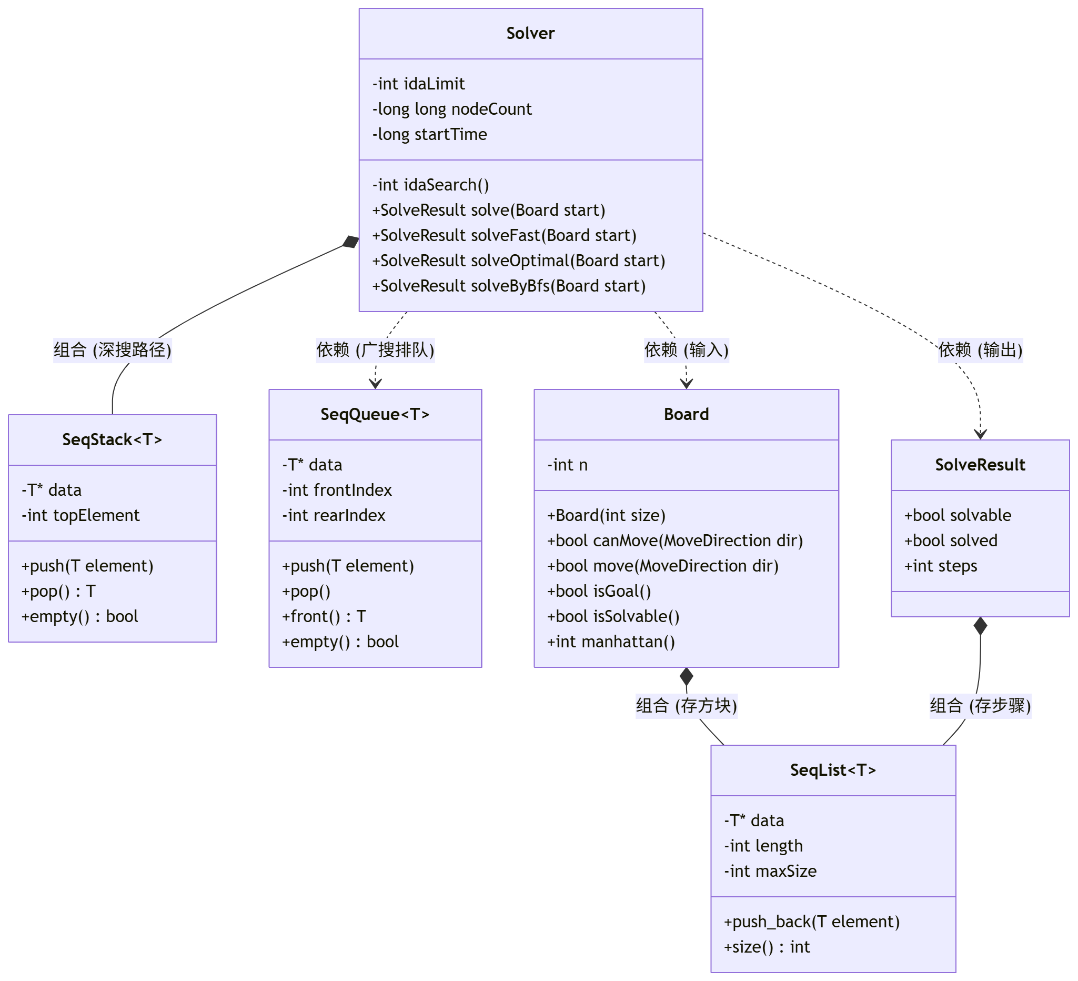 Solver
-int idaLimit
-long long nodeCount
-long startTime
-int idaSearch()
+SolveResult solve(Board start)
+SolveResult solveFast(Board start)
+SolveResult solveOptimal(Board start)
+SolveResult solveByBfs(Board start)
组合 (深搜路径)
依赖 (广搜排队)
依赖 (输入)
依赖 (输出)
SeqStack<T>
-T* data
-int topElement
+push(T element)
+pop() : T
+empty() : bool
SeqQueue<T>
-T* data
-int frontIndex
-int rearIndex
+push(T element)
+pop()
+front() : T
+empty() : bool
Board
-int n
+Board(int size)
+bool canMove(MoveDirection dir)
+bool move(MoveDirection dir)
+bool isGoal()
+bool isSolvable()
+int manhattan()
SolveResult
+bool solvable
+bool solved
+int steps
组合 (存方块)
组合 (存步骤)
SeqList<T>
-T* data
-int length
-int maxSize
+push_back(T element)
+size() : int